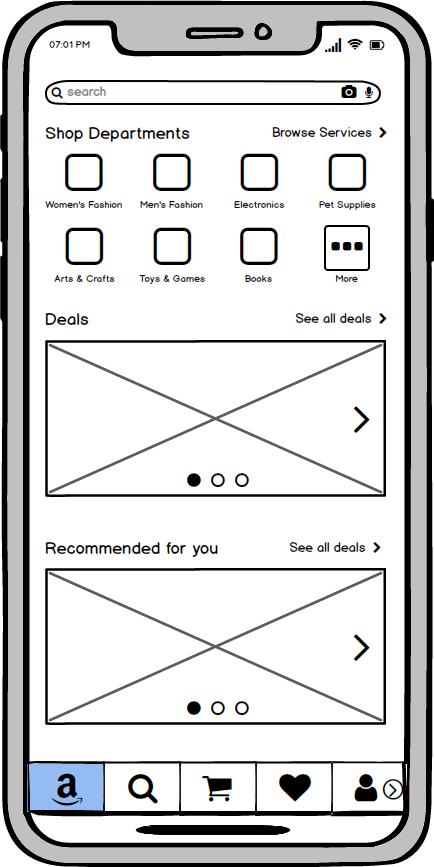 07:01 PM
search
Shop Departments
Browse Services
Women's Fashion
Men's Fashion
Electronics
Pet Supplies
Arts & Crafts
Toys & Games
Books
More
Deals
See all deals
Recommended for you
See all deals
a